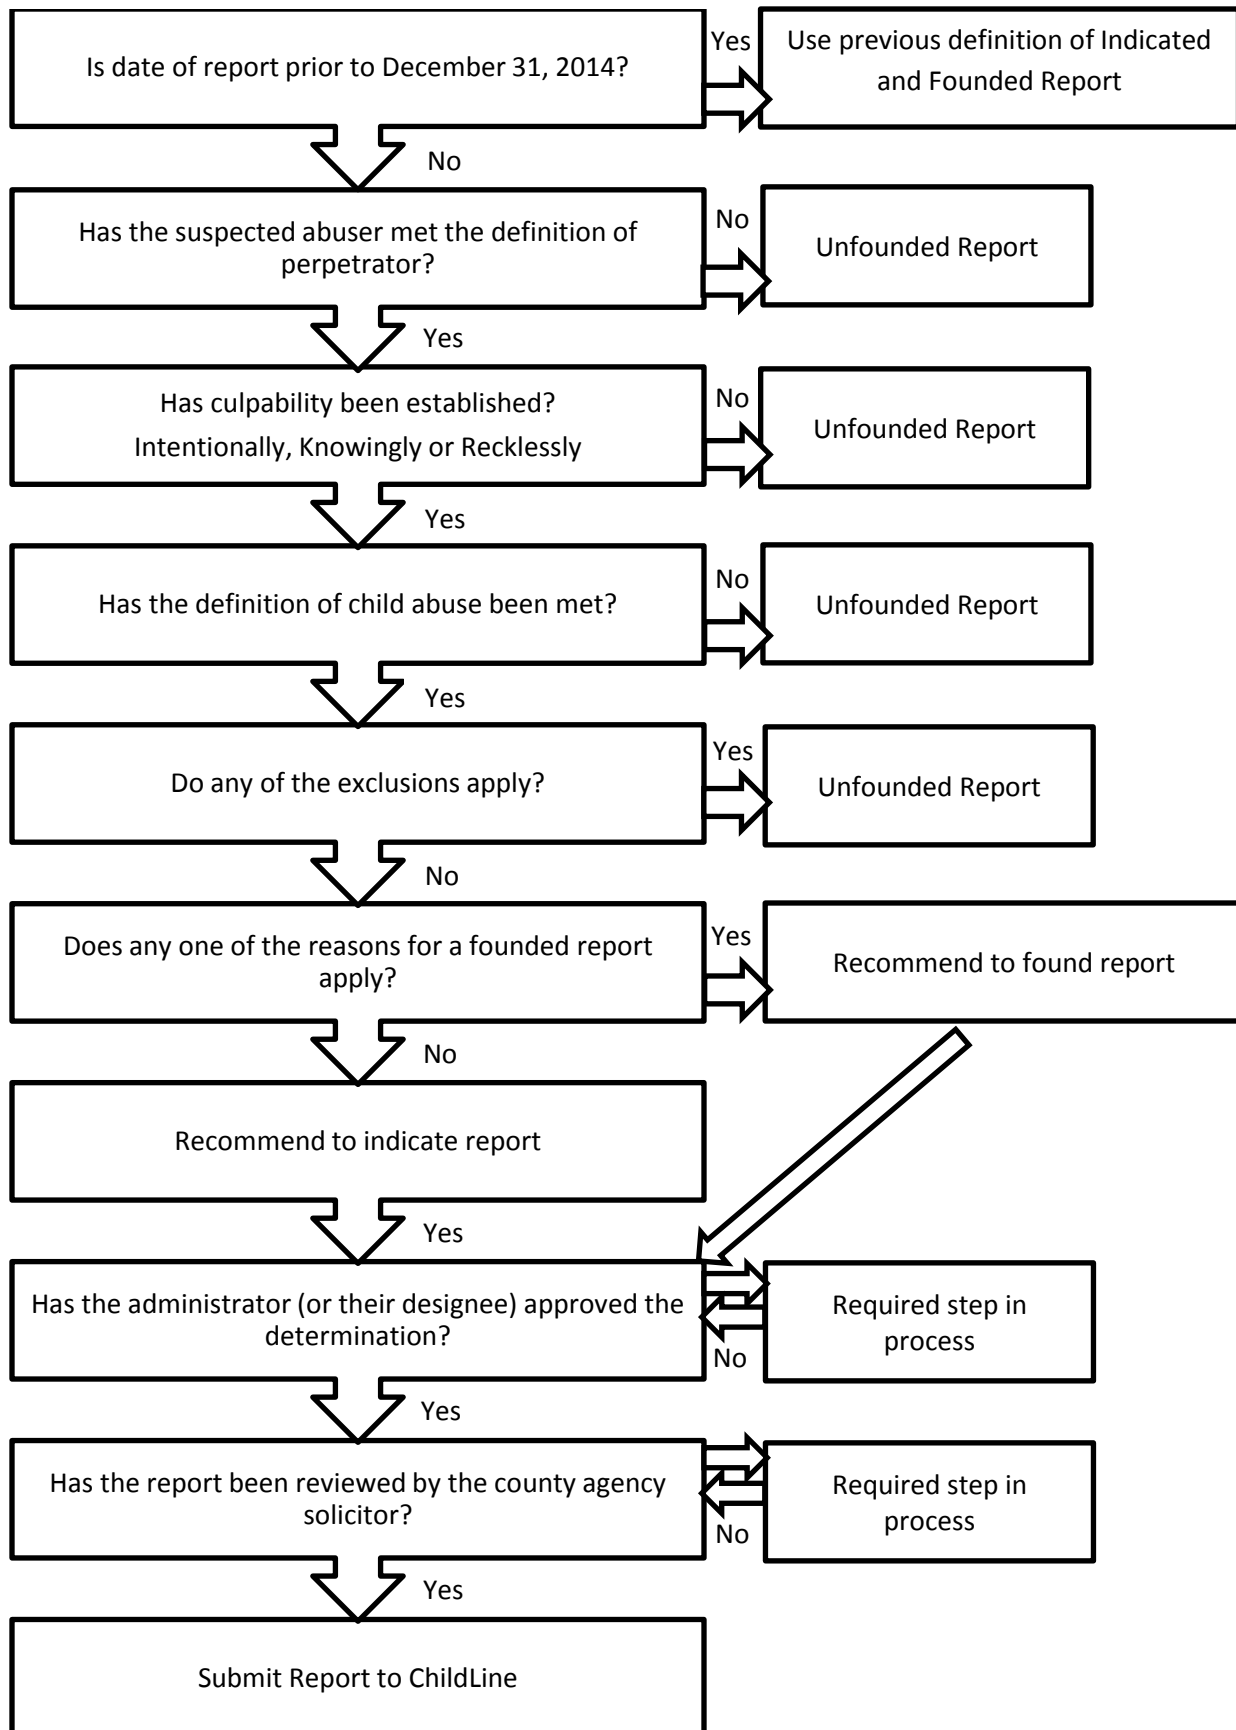 Is date of report prior to December 31, 2014?
Yes
Use previous definition of Indicated
and Founded Report
No
Has the suspected abuser met the definition of
perpetrator?
No
Unfounded Report
Yes
Has culpability been established?
Intentionally, Knowingly or Recklessly
No
Unfounded Report
Yes
Has the definition of child abuse been met?
No
Unfounded Report
Yes
Do any of the exclusions apply?
Yes
Unfounded Report
No
Does any one of the reasons for a founded report
apply?
Yes
Recommend to found report
No
Recommend to indicate report
Yes
Has the administrator (or their designee) approved the
determination?
No
Required step in
process
Yes
Has the report been reviewed by the county agency
solicitor?
No
Required step in
process
Yes
Submit Report to ChildLine